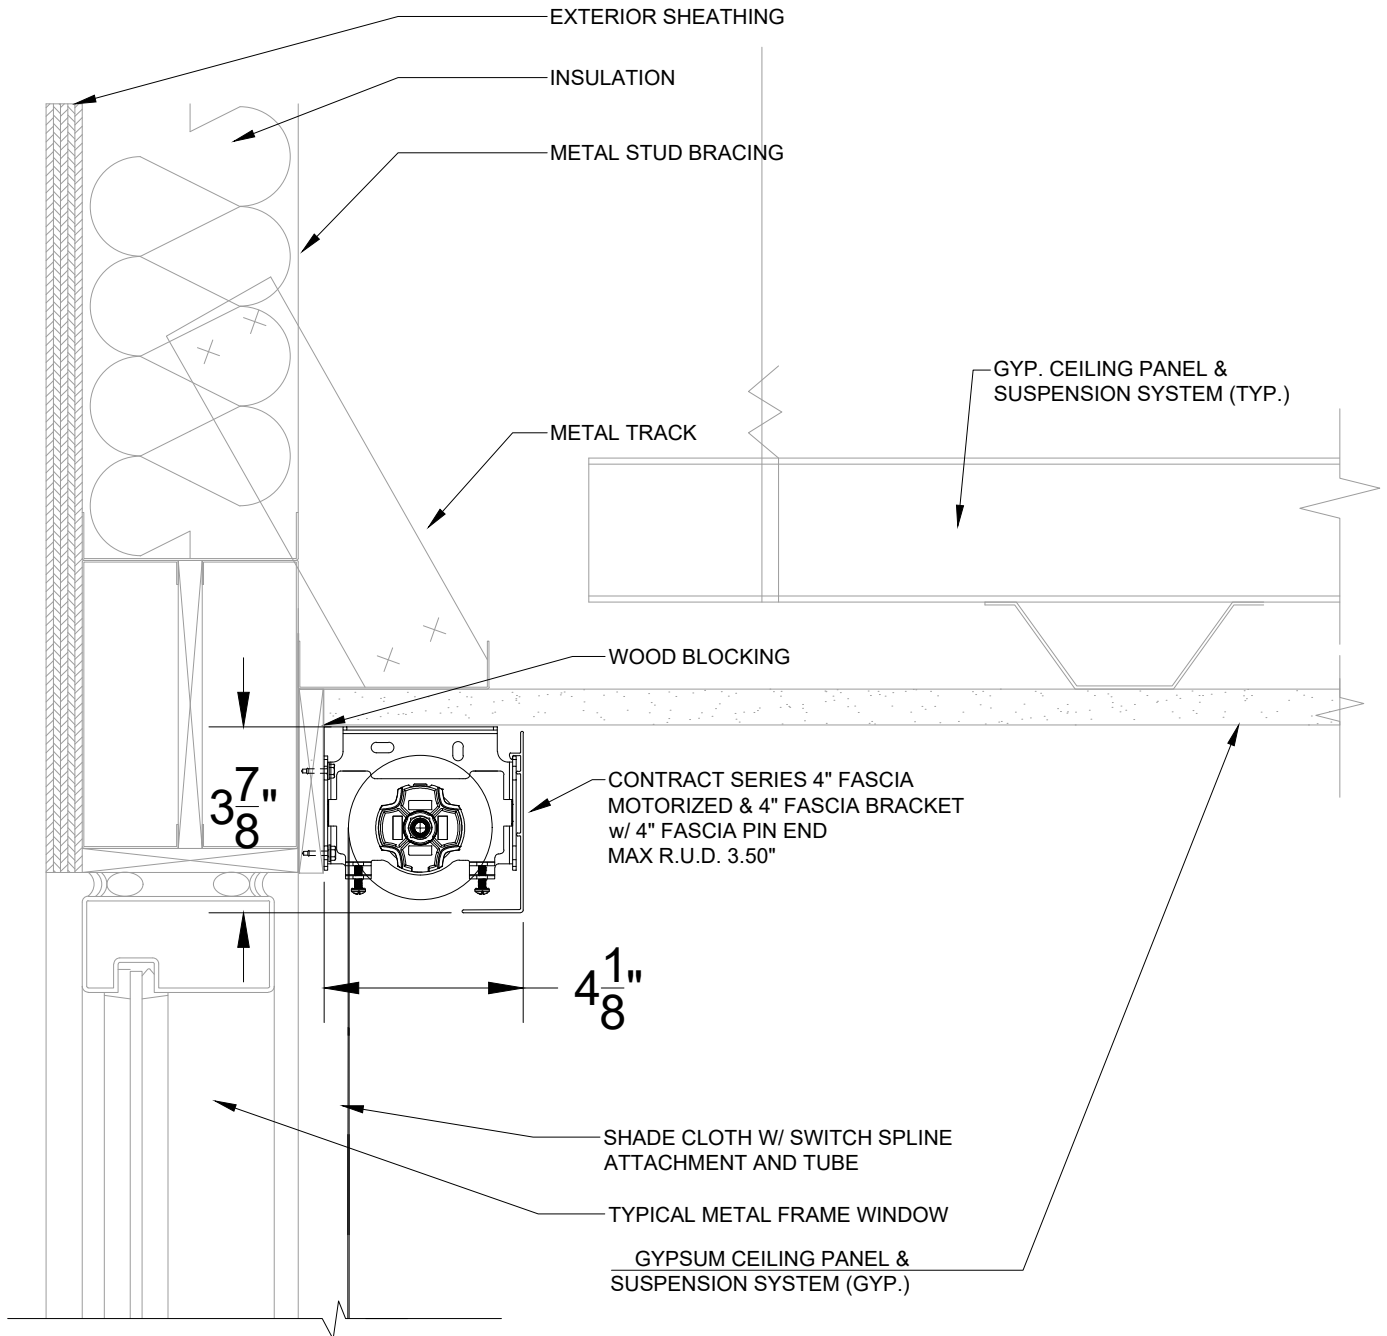 EXTERIOR SHEATHING
INSULATION
METAL STUD BRACING
GYP. CEILING PANEL &
SUSPENSION SYSTEM (TYP.)
METAL TRACK
WOOD BLOCKING
3 7/8"
CONTRACT SERIES 4" FASCIA
MOTORIZED & 4" FASCIA BRACKET
w/ 4" FASCIA PIN END
MAX R.U.D. 3.50"
4 1/8"
SHADE CLOTH W/ SWITCH SPLINE
ATTACHMENT AND TUBE
TYPICAL METAL FRAME WINDOW
GYPSUM CEILING PANEL &
SUSPENSION SYSTEM (GYP.)